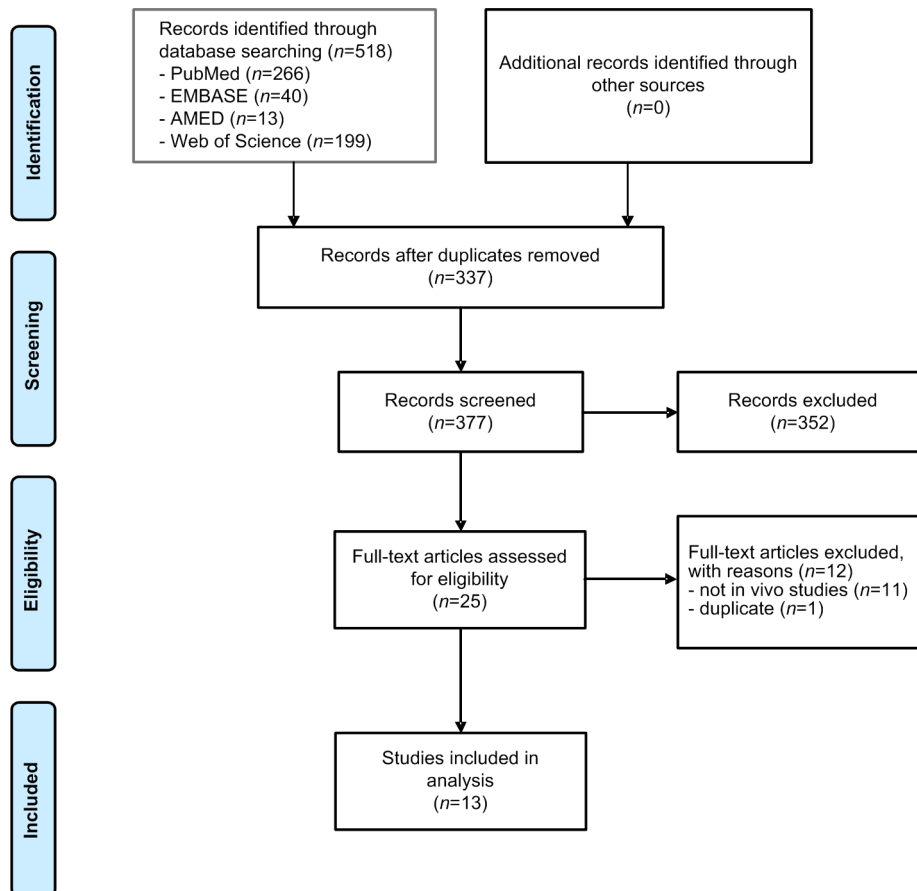 Identification
Records identified through
database searching (n=518)
- PubMed (n=266)
- EMBASE (n=40)
- AMED (n=13)
- Web of Science (n=199)
Additional records identified through
other sources
(n=0)
Records after duplicates removed
(n=337)
Screening
Records screened
(n=377)
Records excluded
(n=352)
Eligibility
Full-text articles assessed
for eligibility
(n=25)
Full-text articles excluded,
with reasons (n=12)
- not in vivo studies (n=11)
- duplicate (n=1)
Included
Studies included in
analysis
(n=13)